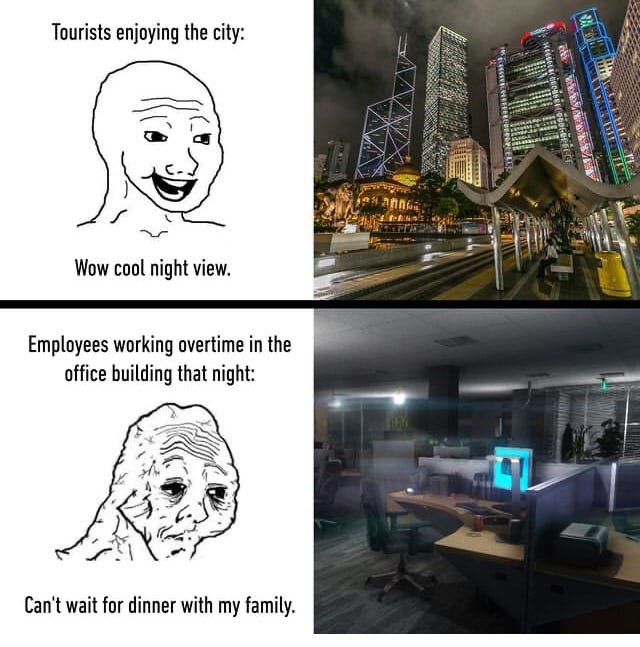 Tourists enjoying the city:
Wow cool night view.
Employees working overtime in the
office building that night:
Can't wait for dinner with my family.